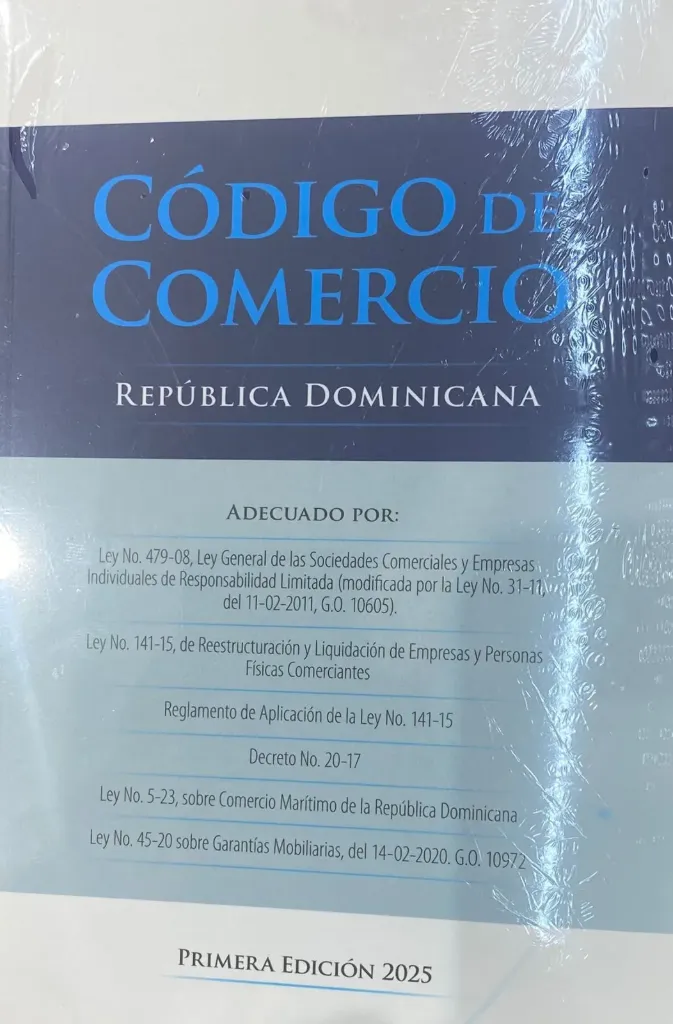 CÓDIGO DE
COMERCIO
REPÚBLICA DOMINICANA
ADECUADO POR:
Ley No. 479-08, Ley General de las Sociedades Comerciales y Empresas
Individuales de Responsabilidad Limitada (modificada por la Ley No. 31-11,
del 11-02-2011, G.O. 10605).
Ley No. 141-15, de Reestructuración y Liquidación de Empresas y Personas
Físicas Comerciantes
Reglamento de Aplicación de la Ley No. 141-15
Decreto No. 20-17
Ley No. 5-23, sobre Comercio Marítimo de la República Dominicana
Ley No. 45-20 sobre Garantías Mobiliarias, del 14-02-2020. G.O. 10972
PRIMERA EDICIÓN 2025